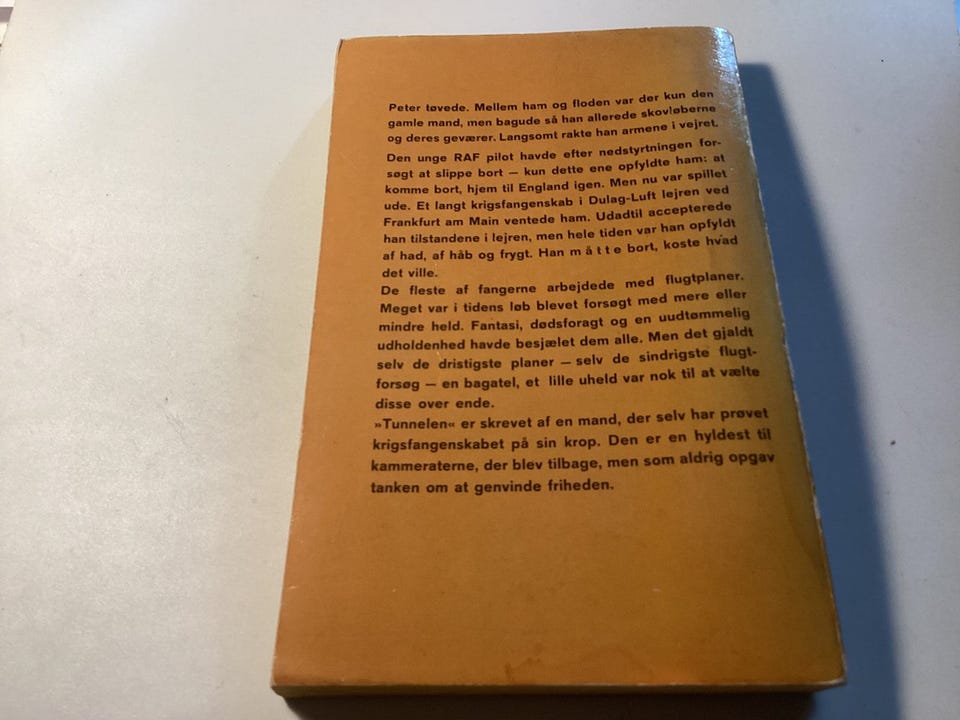 Peter tøvede. Mellem ham og floden var der kun den
gamle mand, men bagude så han allerede skovløberne
og deres geværer. Langsomt rakte han armene i vejret.
Den unge RAF pilot havde efter nedstyrtningen for-
søgt at slippe bort — kun dette ene opfyldte ham: at
komme bort, hjem til England igen. Men nu var spillet
ude. Et langt krigsfangenskab i Dulag-Luft lejren ved
Frankfurt am Main ventede ham. Udadtil accepterede
han tilstandene i lejren, men hele tiden var han opfyldt
af had, af håb og frygt. Han m å t t e bort, koste hvad
det ville.
De fleste af fangerne arbejdede med flugtplaner.
Meget var i tidens løb blevet forsøgt med mere eller
mindre held. Fantasi, dødsforagt og en uudtømmelig
udholdenhed havde besjælet dem alle. Men det gjaldt
selv de dristigste planer — selv de sindrigste flugt-
forsøg — en bagatel, et lille uheld var nok til at vælte
disse over ende.
»Tunnelen« er skrevet af en mand, der selv har prøvet
krigsfangenskabet på sin krop. Den er en hyldest til
kammeraterne, der blev tilbage, men som aldrig opgav
tanken om at genvinde friheden.